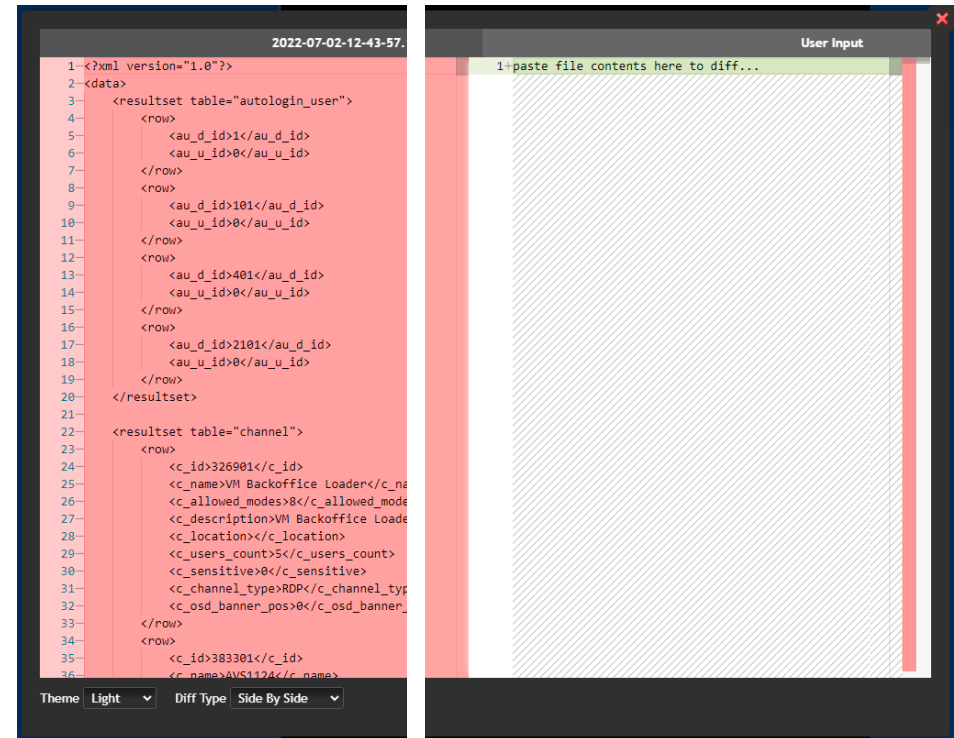 2022-07-02-12-43-57.
User Input
1 <?xml version="1.0"?>
2 <data>
3 <resultset table="autologin_user">
4 <row>
5 <au_d_id>1</au_d_id>
6 <au_u_id>0</au_u_id>
7 </row>
8 <row>
9 <au_d_id>101</au_d_id>
10 <au_u_id>0</au_u_id>
11 </row>
12 <row>
13 <au_d_id>401</au_d_id>
14 <au_u_id>0</au_u_id>
15 </row>
16 <row>
17 <au_d_id>2101</au_d_id>
18 <au_u_id>0</au_u_id>
19 </row>
20 </resultset>
21
22 <resultset table="channel">
23 <row>
24 <c_id>326901</c_id>
25 <c_name>VM Backoffice Loader</c_na
26 <c_allowed_modes>8</c_allowed_mode
27 <c_description>VM Backoffice Loade
28 <c_location></c_location>
29 <c_users_count>5</c_users_count>
30 <c_sensitive>0</c_sensitive>
31 <c_channel_type>RDP</c_channel_typ
32 <c_osd_banner_pos>0</c_osd_banner_
33 </row>
34 <row>
35 <c_id>383301</c_id>
36 <c_name>AVS1124</c_name>
1+paste file contents here to diff...
Theme Light Diff Type Side By Side